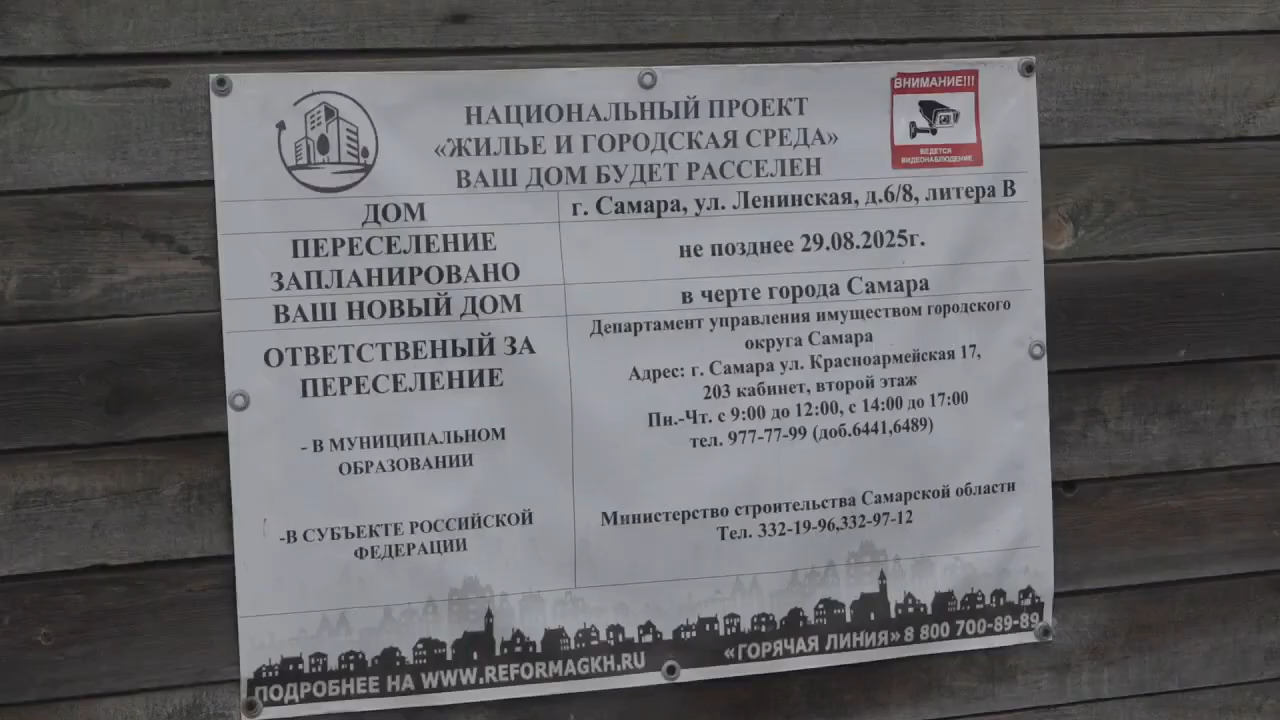 НАЦИОНАЛЬНЫЙ ПРОЕКТ
«ЖИЛЬЕ И ГОРОДСКАЯ СРЕДА»
ВАШ ДОМ БУДЕТ РАССЕЛЕН
ВНИМАНИЕ!!!
ВЕДЕТСЯ
ВИДЕОНАБЛЮДЕНИЕ
ДОМ
г. Самара, ул. Ленинская, д.6/8, литера В
ПЕРЕСЕЛЕНИЕ
ЗАПЛАНИРОВАНО
не позднее 29.08.2025г.
ВАШ НОВЫЙ ДОМ
в черте города Самара
ОТВЕТСТВЕНЫЙ ЗА
ПЕРЕСЕЛЕНИЕ
- В МУНИЦИПАЛЬНОМ
ОБРАЗОВАНИИ
Департамент управления имуществом городского
округа Самара
Адрес: г. Самара ул. Красноармейская 17,
203 кабинет, второй этаж
Пн.-Чт. с 9:00 до 12:00, с 14:00 до 17:00
тел. 977-77-99 (доб.6441,6489)
-В СУБЪЕКТЕ РОССИЙСКОЙ
ФЕДЕРАЦИИ
Министерство строительства Самарской области
Тел. 332-19-96,332-97-12
ПОДРОБНЕЕ НА WWW.REFORMAGKH.RU
«ГОРЯЧАЯ ЛИНИЯ» 8 800 700-89-89